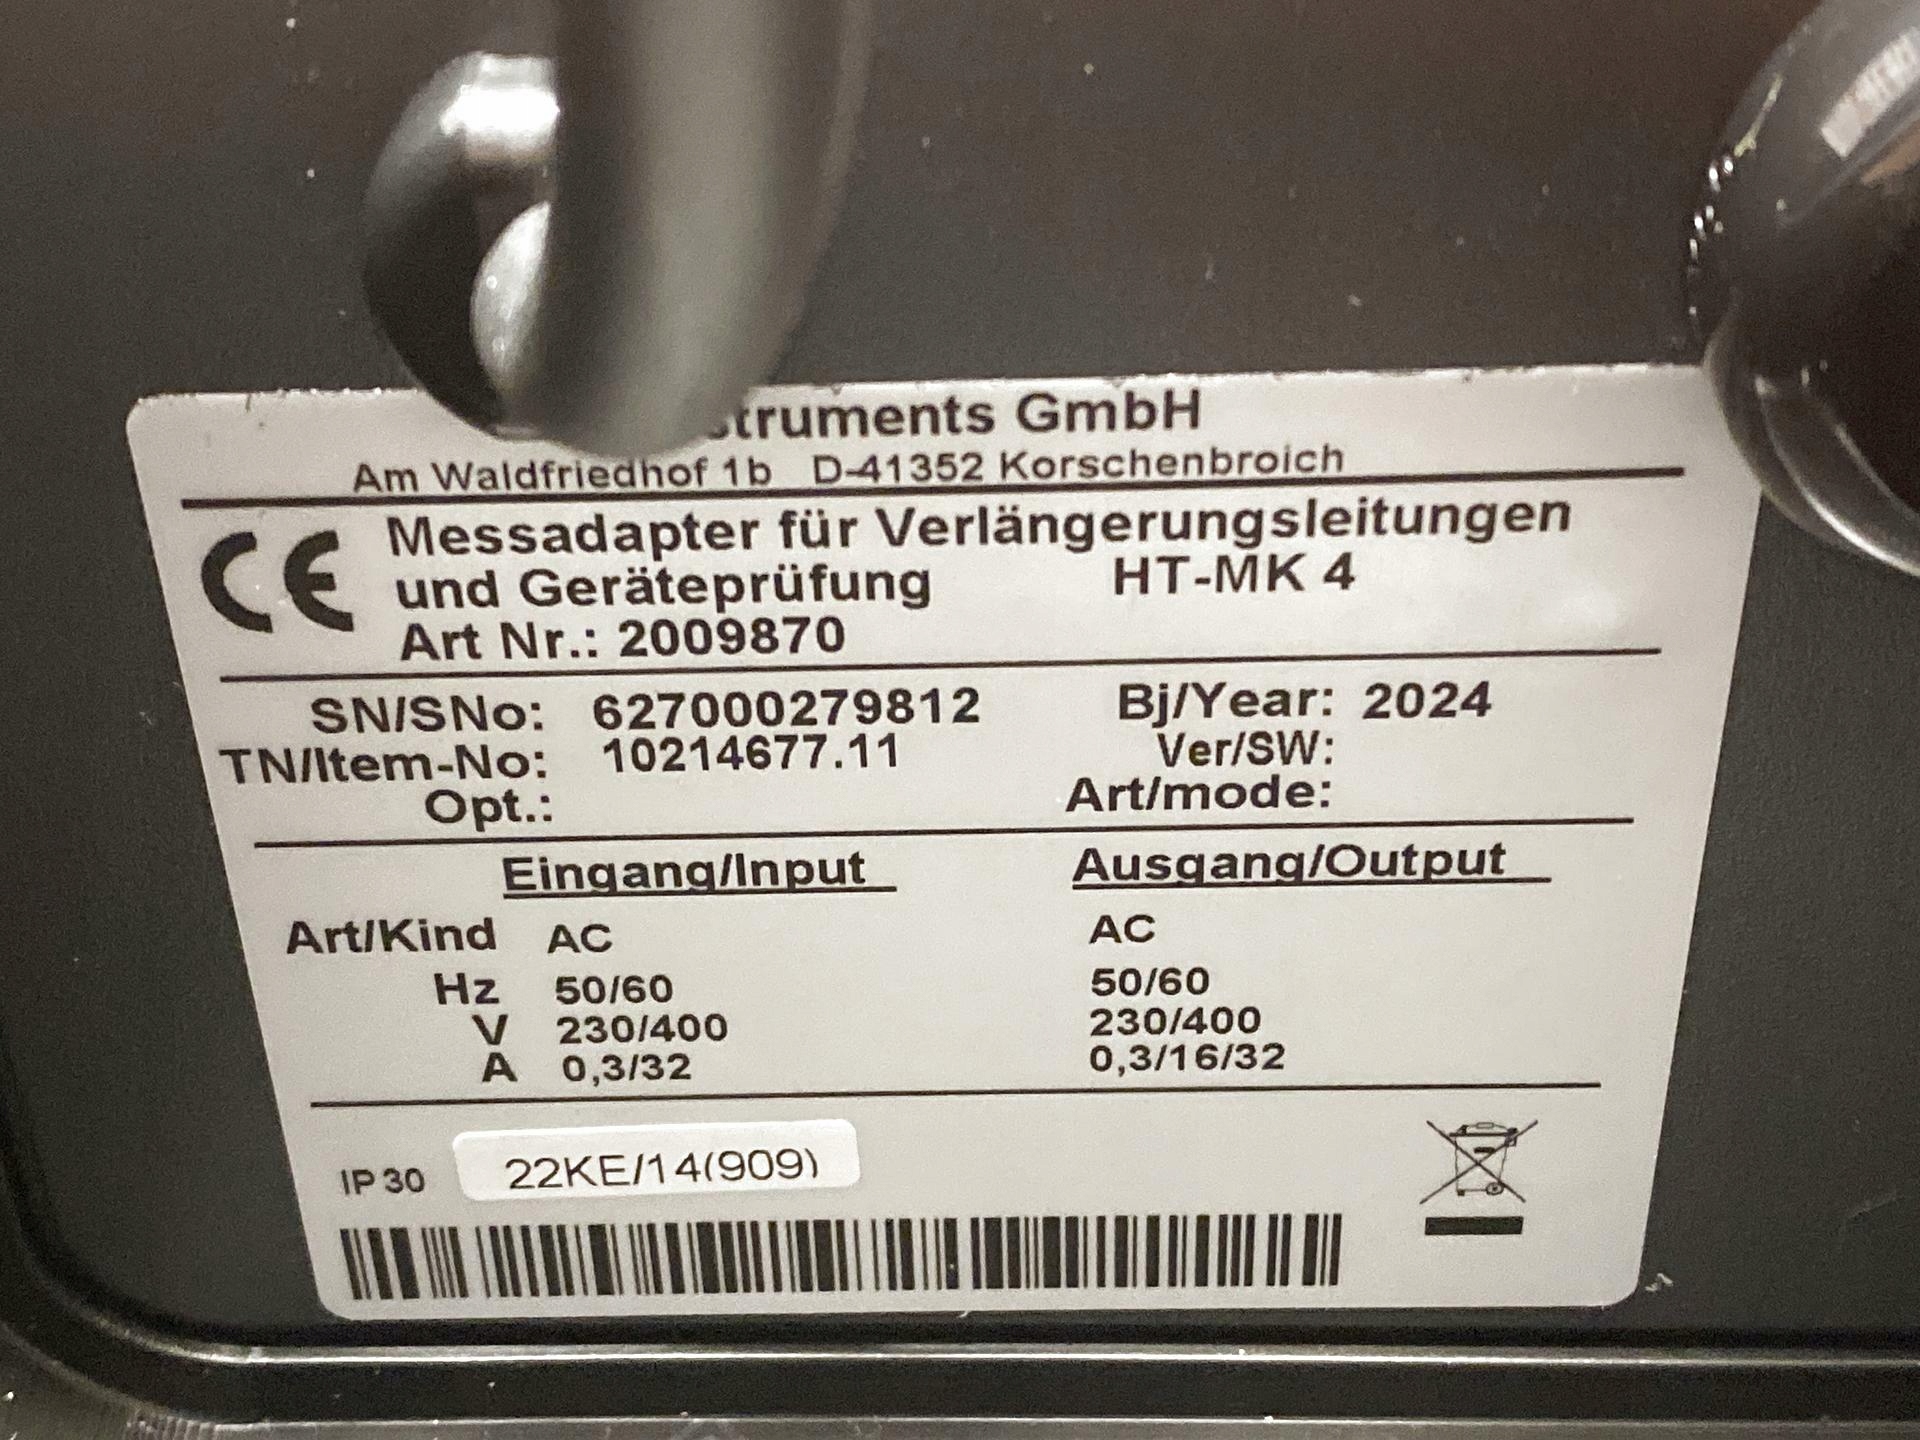 GmbH
Am Waldfriedhof 1b D-41352 Korschenbroich
CE
Messadapter für Verlängerungsleitungen
und Geräteprüfung HT-MK 4
Art Nr.: 2009870
SN/SNo: 627000279812 Bj/Year: 2024
TN/Item-No: 10214677.11 Ver/SW:
Opt.: Art/mode:
Eingang/Input Ausgang/Output
Art/Kind AC AC
Hz 50/60 50/60
V 230/400 230/400
A 0,3/32 0,3/16/32
IP 30 22KE/14(909)